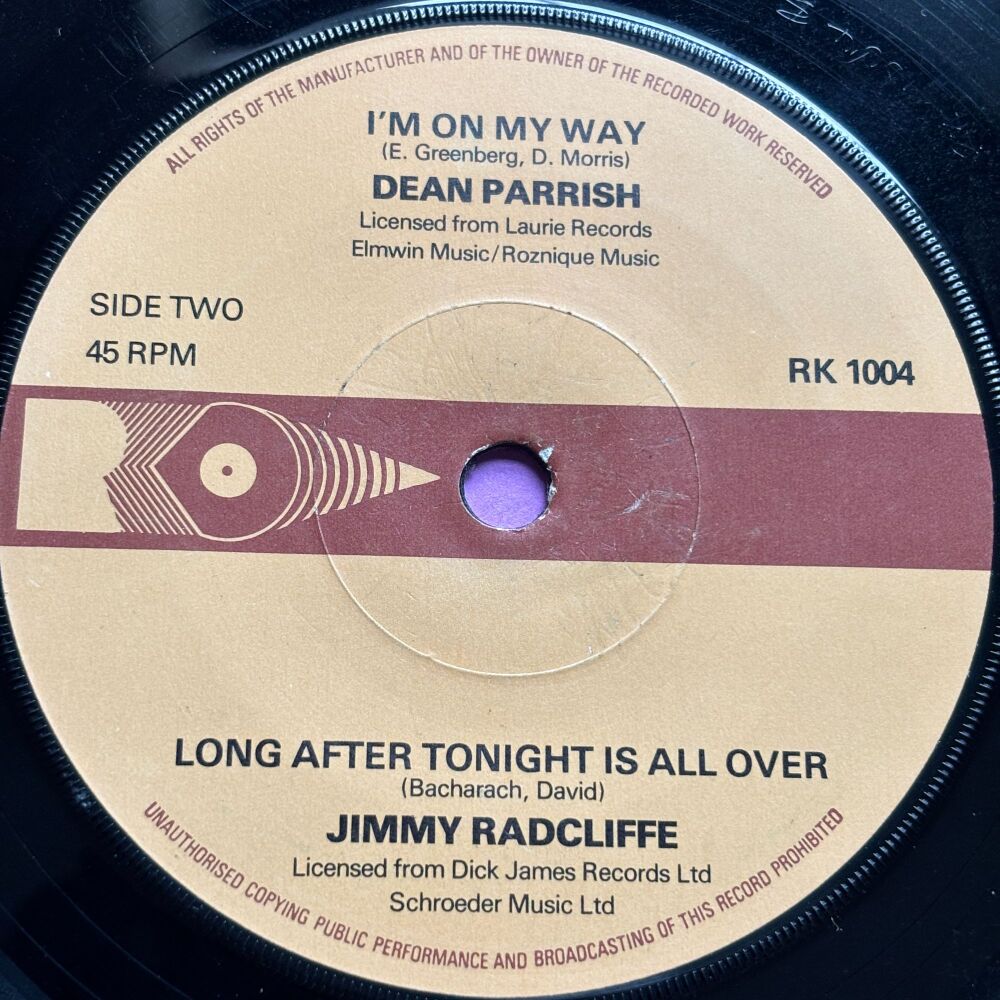 ALL RIGHTS OF THE MANUFACTURER AND OF THE OWNER OF THE RECORDED WORK RESERVED
I'M ON MY WAY
(E. Greenberg, D. Morris)
DEAN PARRISH
Licensed from Laurie Records
Elmwin Music/Roznique Music
SIDE TWO
45 RPM
RK 1004
LONG AFTER TONIGHT IS ALL OVER
(Bacharach, David)
JIMMY RADCLIFFE
Licensed from Dick James Records Ltd
Schroeder Music Ltd
UNAUTHORISED COPYING PUBLIC PERFORMANCE AND BROADCASTING OF THIS RECORD PROHIBITED